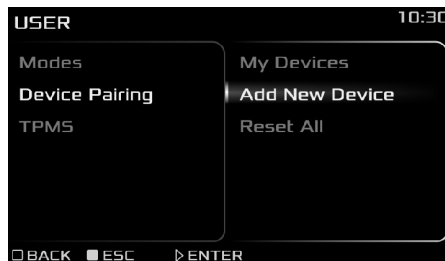 USER 10:30
Modes
Device Pairing
TPMS
My Devices
Add New Device
Reset All
BACK ESC ENTER